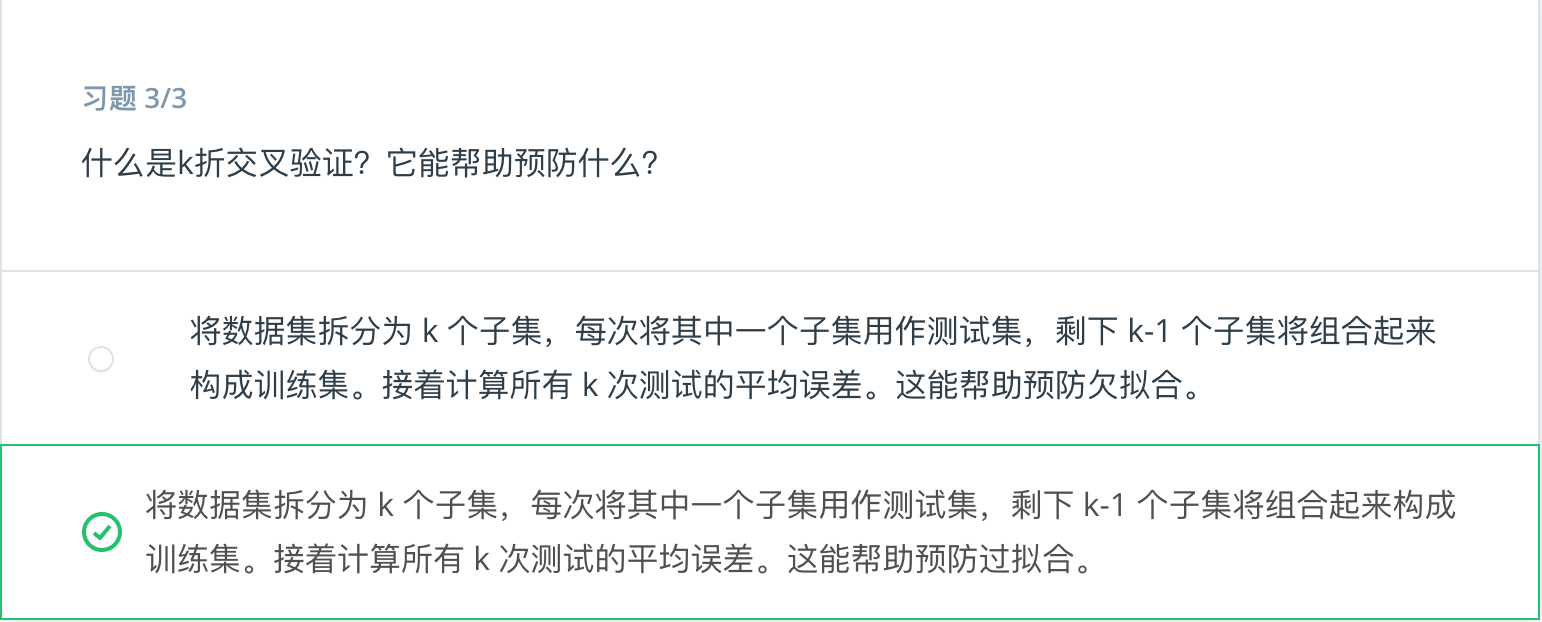 习题 3/3
什么是k折交叉验证？它能帮助预防什么？
将数据集拆分为 k 个子集，每次将其中一个子集用作测试集，剩下 k-1 个子集将组合起来
构成训练集。接着计算所有 k 次测试的平均误差。这能帮助预防欠拟合。
将数据集拆分为 k 个子集，每次将其中一个子集用作测试集，剩下 k-1 个子集将组合起来构成
训练集。接着计算所有 k 次测试的平均误差。这能帮助预防过拟合。